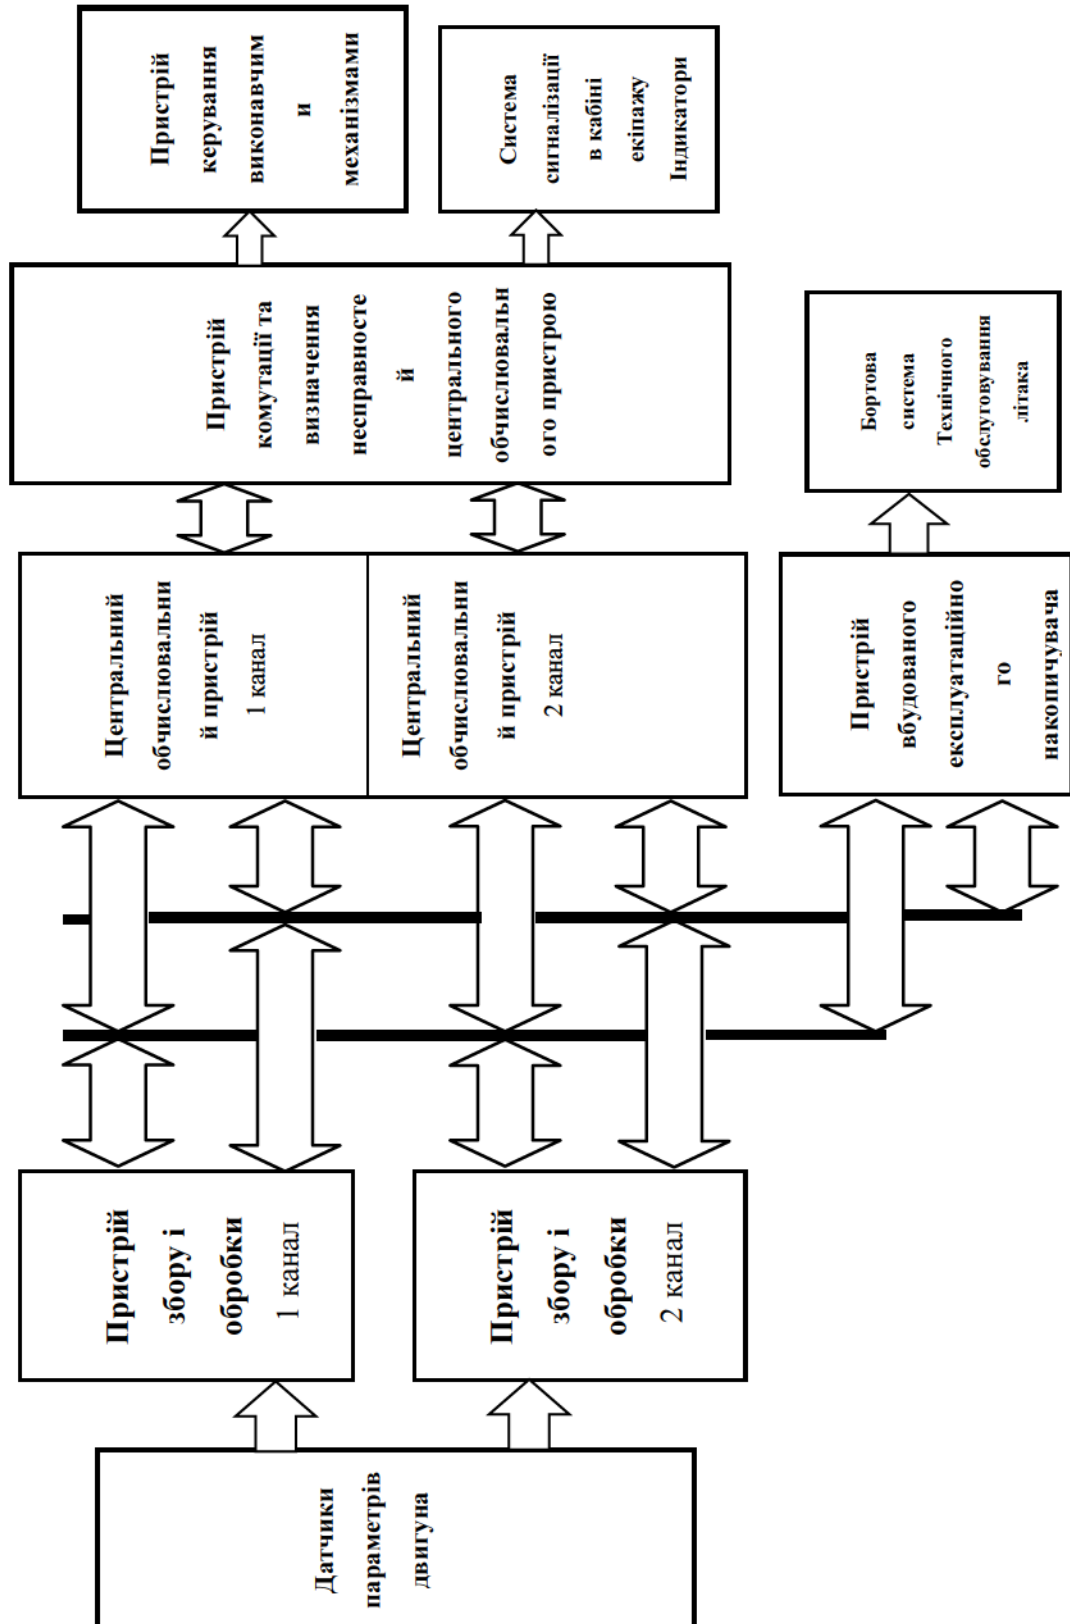 Пристрій
керування
виконавчим
и
механізмами
Система
сигналізації
в кабіні
екіпажу
Індикатори
Пристрій
комутації та
визначення
несправносте
й
центрального
обчислювальн
ого пристрою
Бортова
система
Технічного
обслутовування
літака
Центральний
обчислювальни
й пристрій
1 канал
Центральний
обчислювальни
й пристрій
2 канал
Пристрій
вбудованого
експлуатаційно
го
накопичувача
Пристрій
збору і
обробки
1 канал
Пристрій
збору і
обробки
2 канал
Датчики
параметрів
двигуна